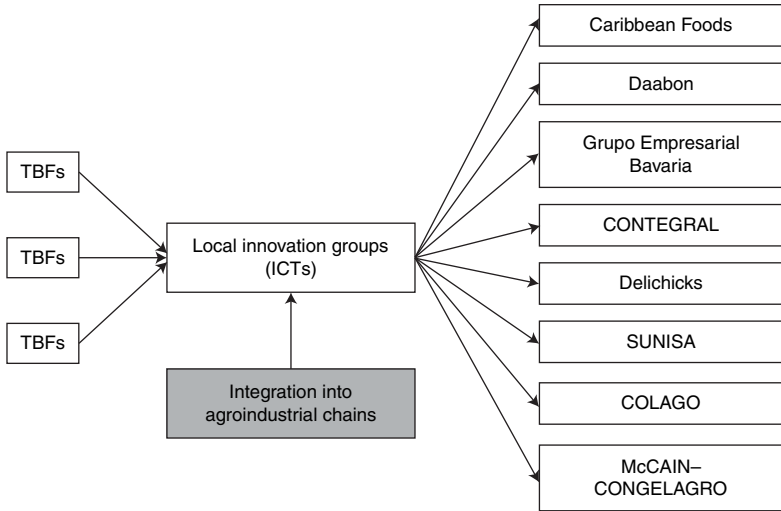 TBFs
TBFs
TBFs
Local innovation groups
(ICTs)
Integration into
agroindustrial chains
Caribbean Foods
Daabon
Grupo Empresarial
Bavaria
CONTEGRAL
Delichicks
SUNISA
COLAGO
McCAIN–
CONGELAGRO